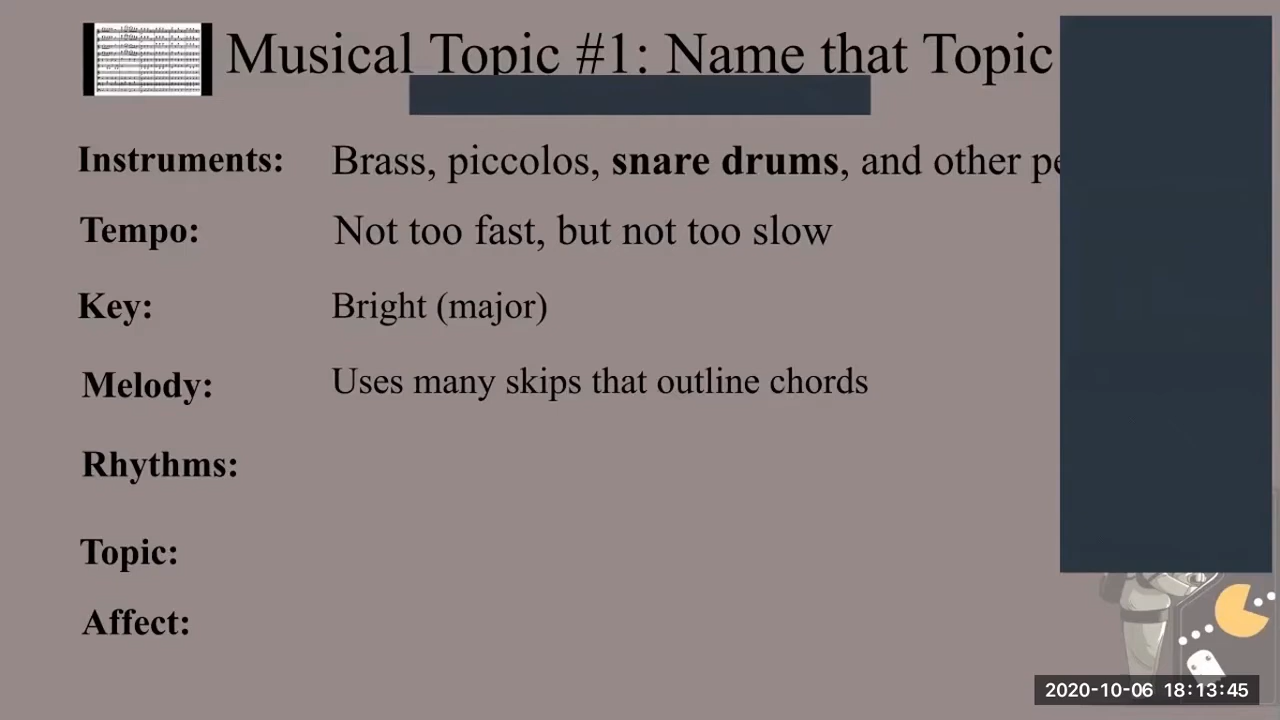 Musical Topic #1: Name that Topic
Instruments: Brass, piccolos, snare drums, and other
Tempo: Not too fast, but not too slow
Key: Bright (major)
Melody: Uses many skips that outline chords
Rhythms:
Topic:
Affect:
2020-10-06 18:13:45